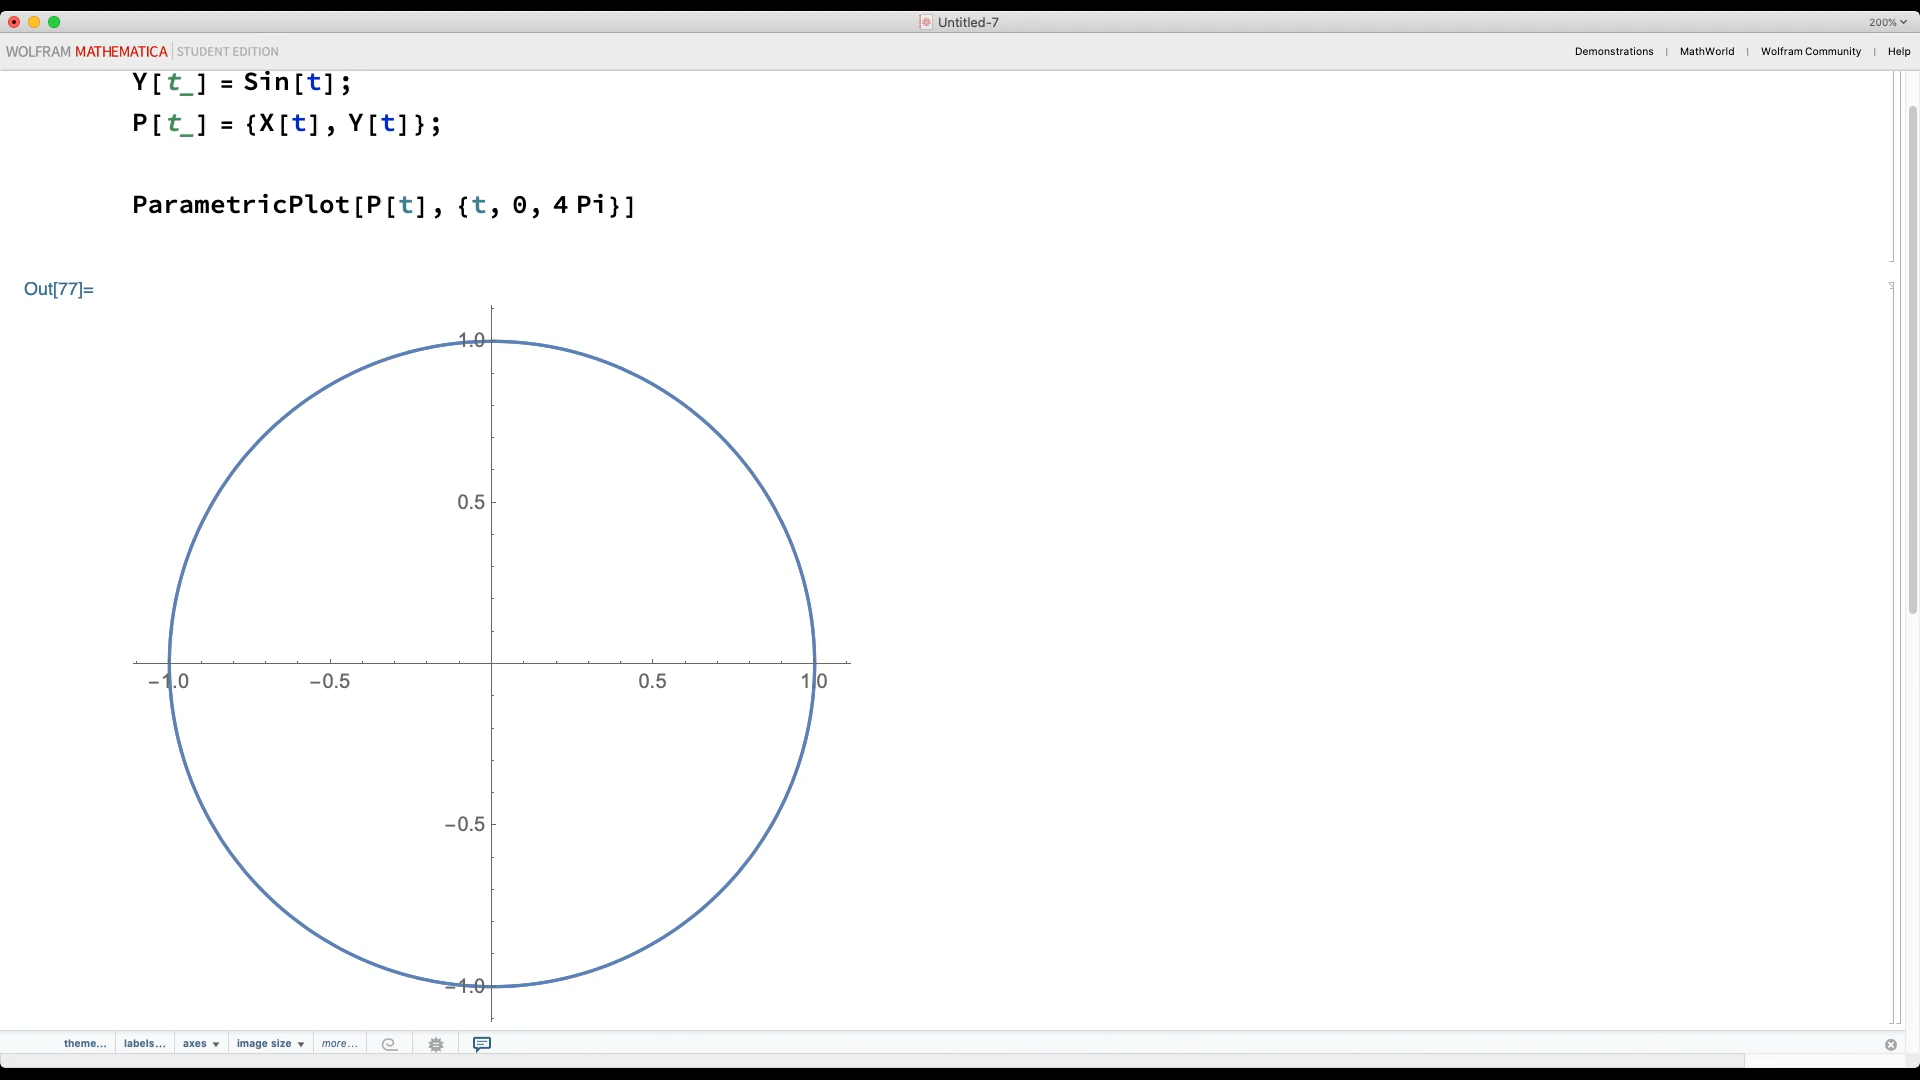 Untitled-7
200%
WOLFRAM MATHEMATICA STUDENT EDITION
Demonstrations | MathWorld | Wolfram Community | Help
Y[t_] = Sin[t];
P[t_] = {X[t], Y[t]};
ParametricPlot[P[t], {t, 0, 4 Pi}]
Out[77]=
1.0
0.5
-1.0
-0.5
0.5
1.0
-0.5
-1.0
theme... labels... axes image size more...